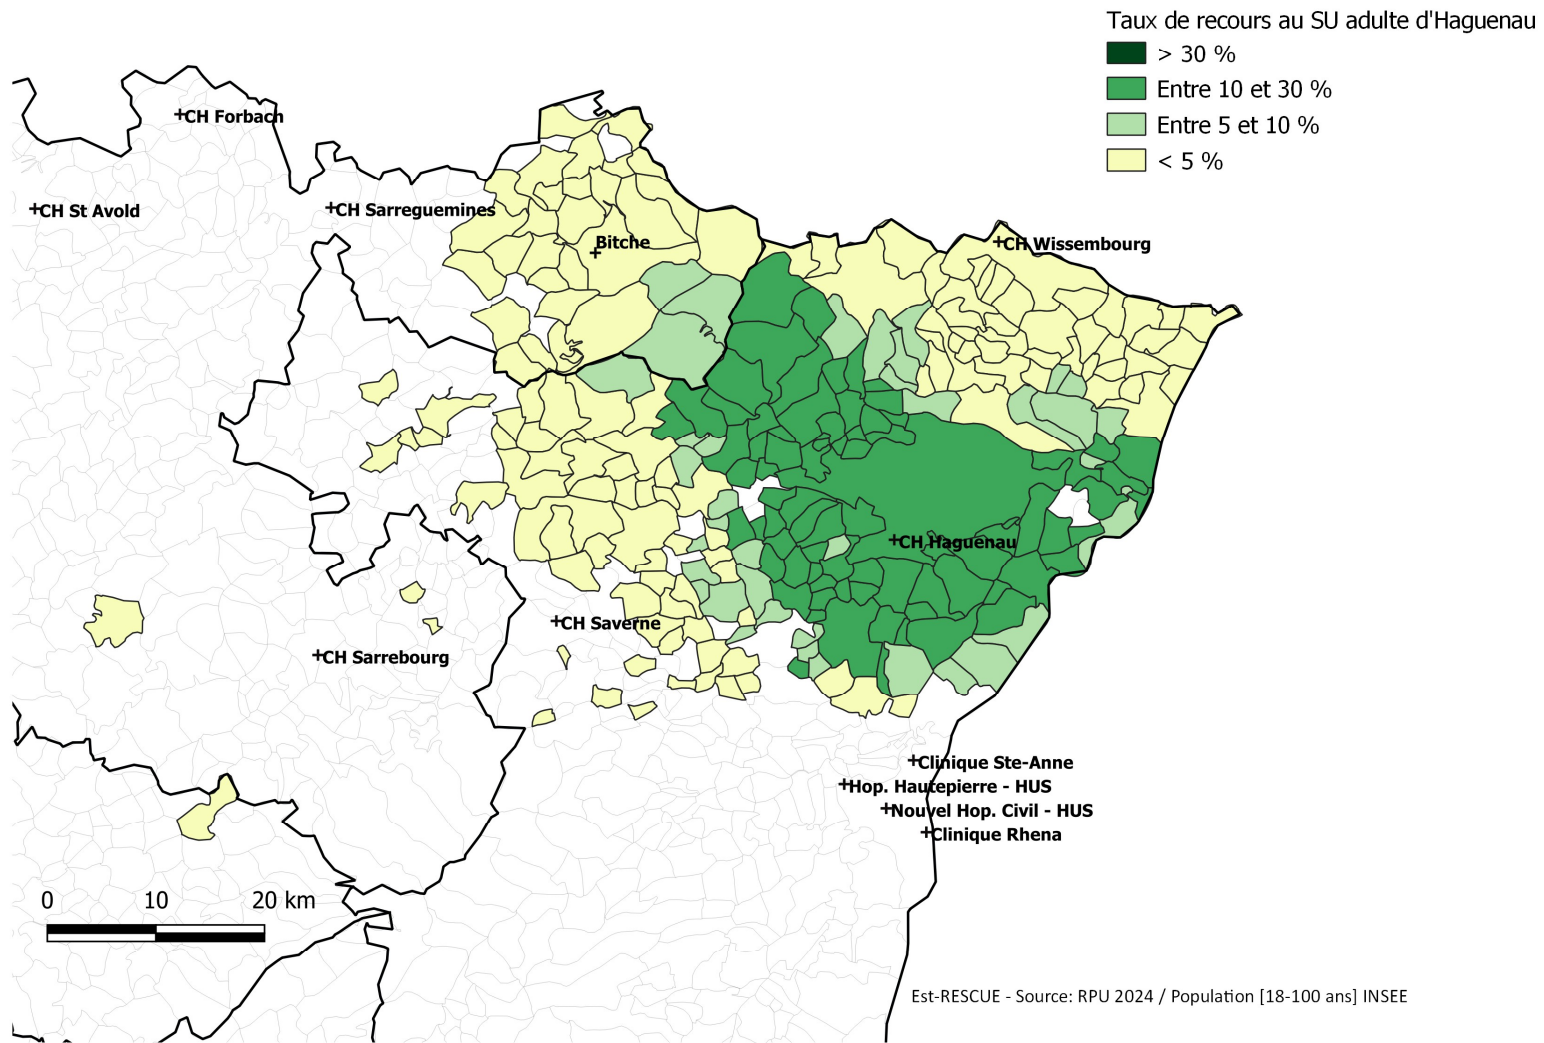 Taux de recours au SU adulte d'Haguenau
> 30 %
Entre 10 et 30 %
Entre 5 et 10 %
< 5 %
CH Forbach
CH St Avold
CH Sarreguemines
Bitche
CH Wissembourg
CH Haguenau
CH Saverne
CH Sarrebourg
Clinique Ste-Anne
Hop. Hautepierre - HUS
Nouvel Hop. Civil - HUS
Clinique Rhena
0 10 20 km
Est-RESCUE - Source: RPU 2024 / Population [18-100 ans] INSEE